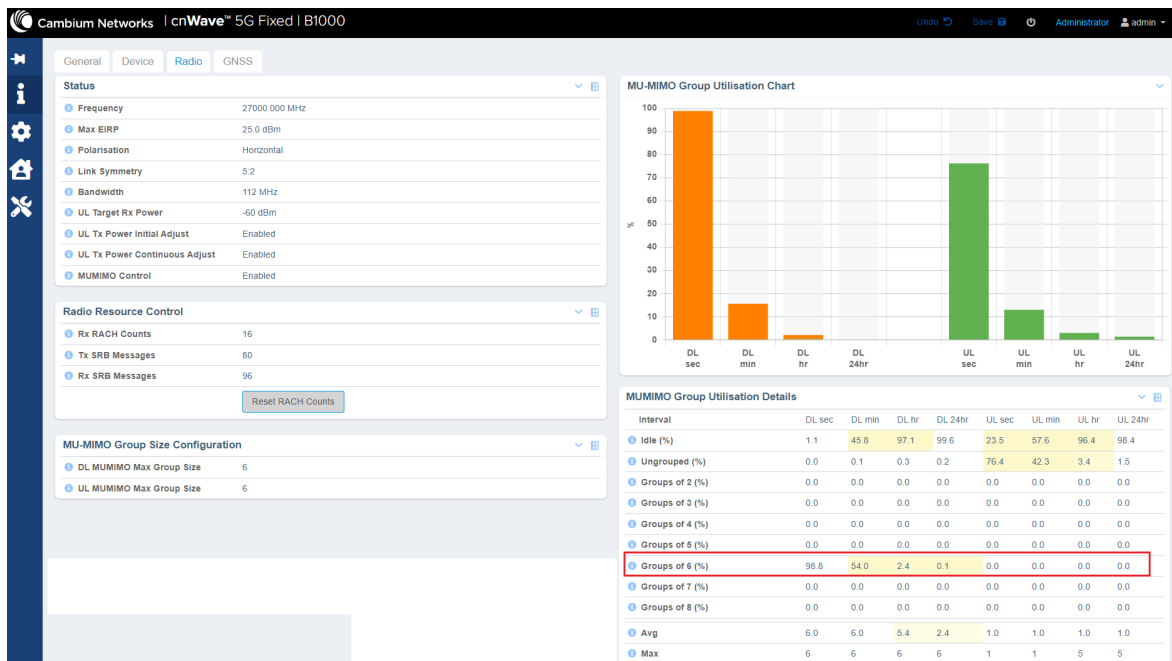 Cambium Networks | cnWave™ 5G Fixed | B1000
Undo Save Administrator admin
General Device Radio GNSS
Status
Frequency 27000.000 MHz
Max EIRP 25.0 dBm
Polarisation Horizontal
Link Symmetry 5:2
Bandwidth 112 MHz
UL Target Rx Power -60 dBm
UL Tx Power Initial Adjust Enabled
UL Tx Power Continuous Adjust Enabled
MUMIMO Control Enabled
Radio Resource Control
Rx RACH Counts 16
Tx SRB Messages 80
Rx SRB Messages 96
Reset RACH Counts
MU-MIMO Group Size Configuration
DL MUMIMO Max Group Size 6
UL MUMIMO Max Group Size 6
MU-MIMO Group Utilisation Chart
100
90
80
70
60
50
40
30
20
10
0
%
DL sec DL min DL hr DL 24hr UL sec UL min UL hr UL 24hr
MUMIMO Group Utilisation Details
Interval DL sec DL min DL hr DL 24hr UL sec UL min UL hr UL 24hr
Idle (%) 1.1 45.8 97.1 99.6 23.5 57.6 96.4 98.4
Ungrouped (%) 0.0 0.1 0.3 0.2 76.4 42.3 3.4 1.5
Groups of 2 (%) 0.0 0.0 0.0 0.0 0.0 0.0 0.0 0.0
Groups of 3 (%) 0.0 0.0 0.0 0.0 0.0 0.0 0.0 0.0
Groups of 4 (%) 0.0 0.0 0.0 0.0 0.0 0.0 0.0 0.0
Groups of 5 (%) 0.0 0.0 0.0 0.0 0.0 0.0 0.0 0.0
Groups of 6 (%) 98.8 54.0 2.4 0.1 0.0 0.0 0.0 0.0
Groups of 7 (%) 0.0 0.0 0.0 0.0 0.0 0.0 0.0 0.0
Groups of 8 (%) 0.0 0.0 0.0 0.0 0.0 0.0 0.0 0.0
Avg 6.0 6.0 5.4 2.4 1.0 1.0 1.0 1.0
Max 6 6 6 6 1 1 5 5